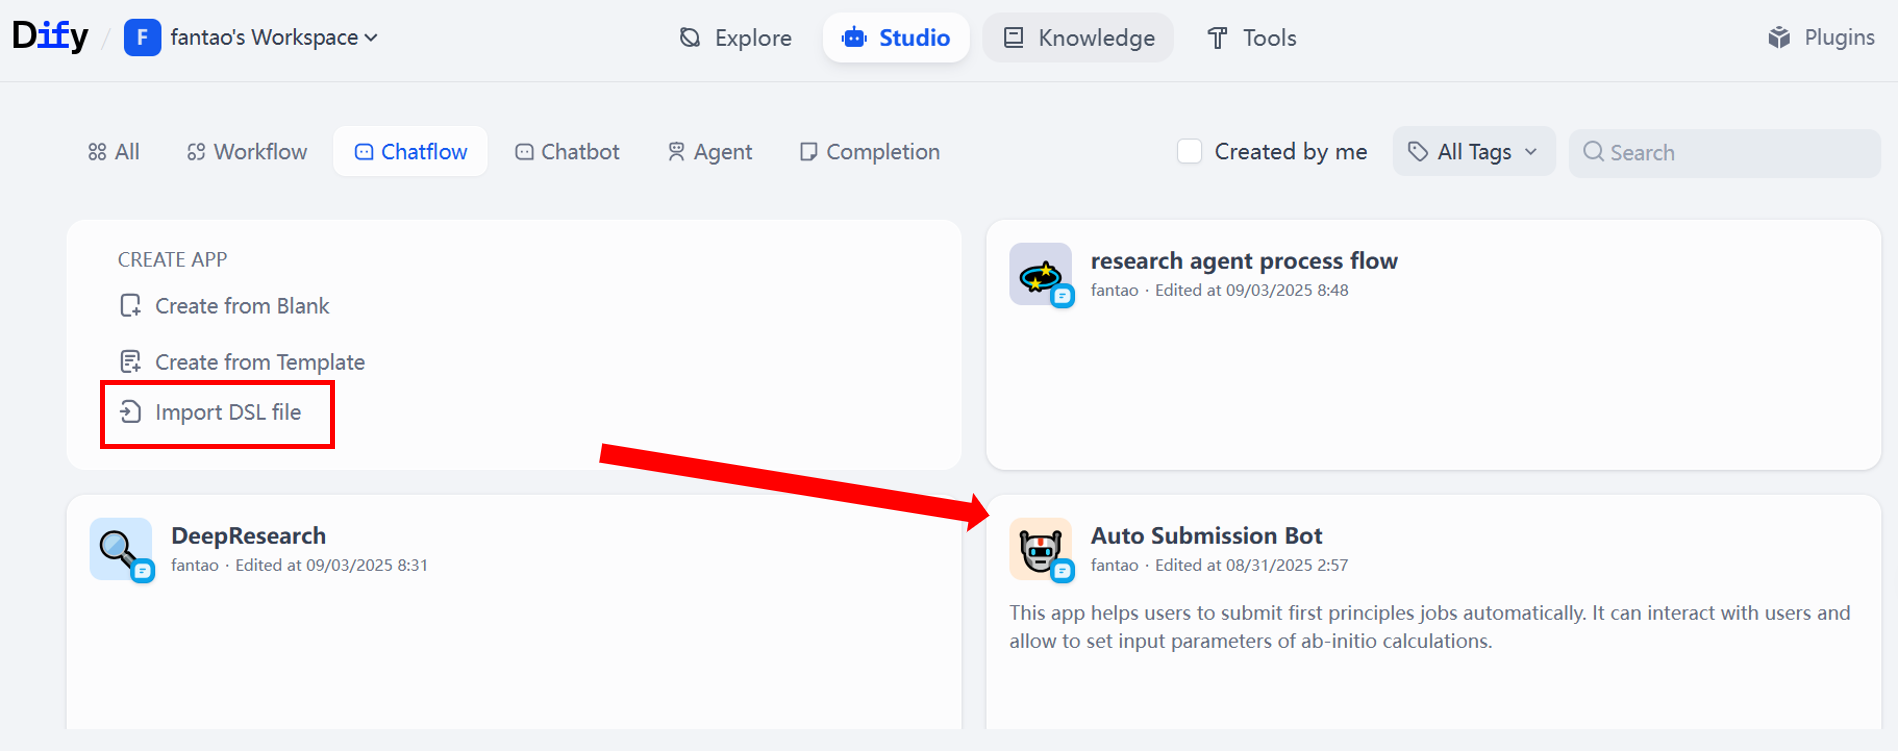 Dify / F fantao's Workspace
Explore
Studio
Knowledge
Tools
Plugins
All
Workflow
Chatflow
Chatbot
Agent
Completion
Created by me
All Tags
Search
CREATE APP
Create from Blank
Create from Template
Import DSL file
research agent process flow
fantao · Edited at 09/03/2025 8:48
DeepResearch
fantao · Edited at 09/03/2025 8:31
Auto Submission Bot
fantao · Edited at 08/31/2025 2:57
This app helps users to submit first principles jobs automatically. It can interact with users and
allow to set input parameters of ab-initio calculations.